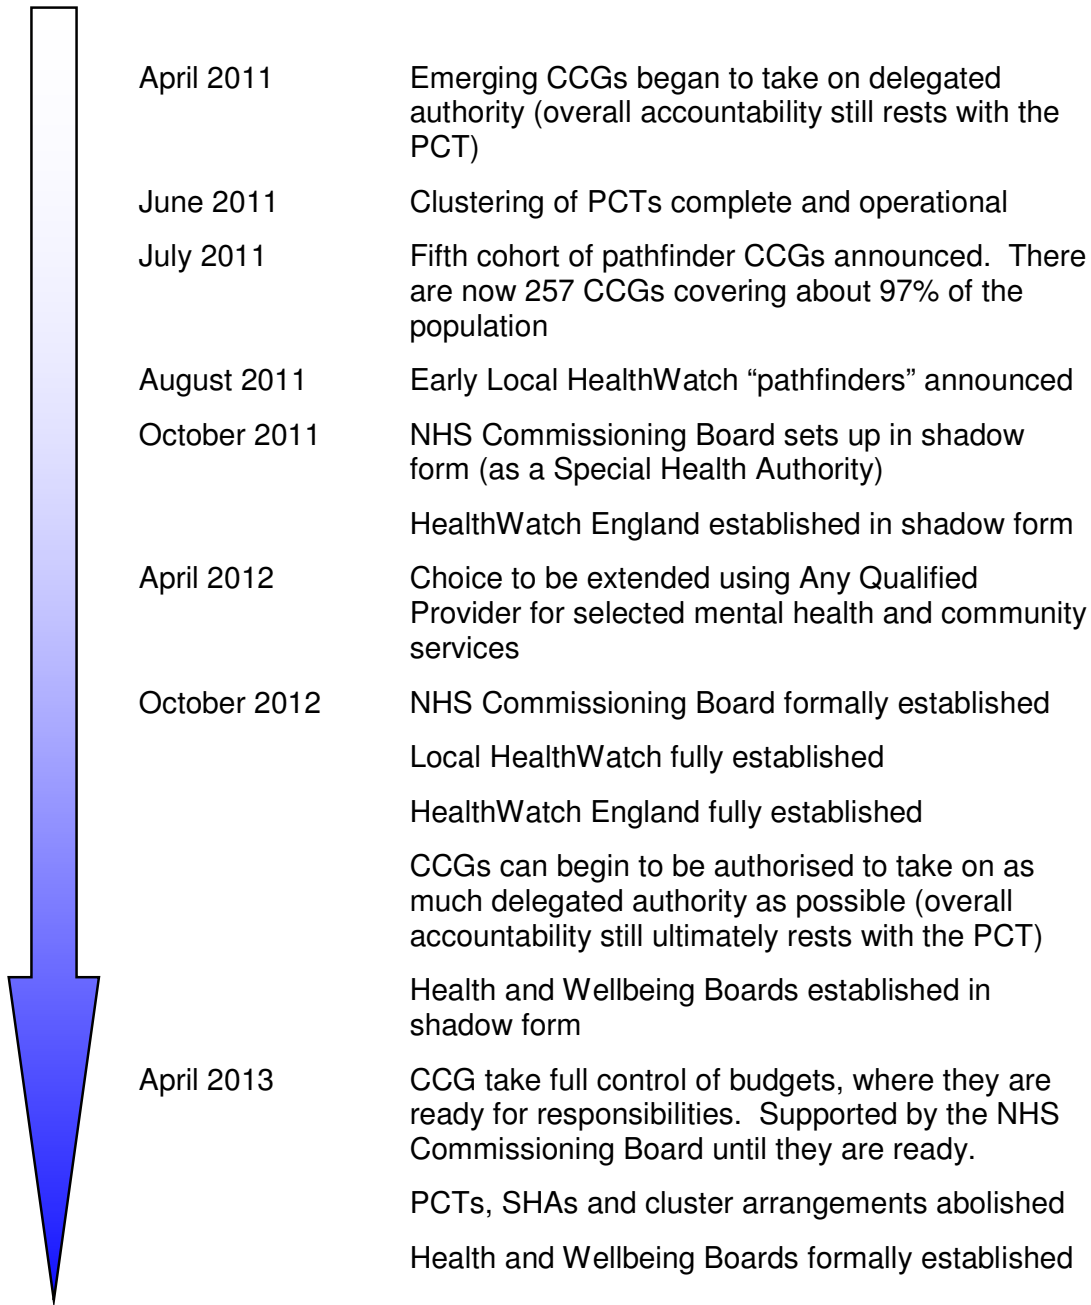 April 2011 Emerging CCGs began to take on delegated
authority (overall accountability still rests with the
PCT)
June 2011 Clustering of PCTs complete and operational
July 2011 Fifth cohort of pathfinder CCGs announced. There
are now 257 CCGs covering about 97% of the
population
August 2011 Early Local HealthWatch “pathfinders” announced
October 2011 NHS Commissioning Board sets up in shadow
form (as a Special Health Authority)
HealthWatch England established in shadow form
April 2012 Choice to be extended using Any Qualified
Provider for selected mental health and community
services
October 2012 NHS Commissioning Board formally established
Local HealthWatch fully established
HealthWatch England fully established
CCGs can begin to be authorised to take on as
much delegated authority as possible (overall
accountability still ultimately rests with the PCT)
Health and Wellbeing Boards established in
shadow form
April 2013 CCG take full control of budgets, where they are
ready for responsibilities. Supported by the NHS
Commissioning Board until they are ready.
PCTs, SHAs and cluster arrangements abolished
Health and Wellbeing Boards formally established